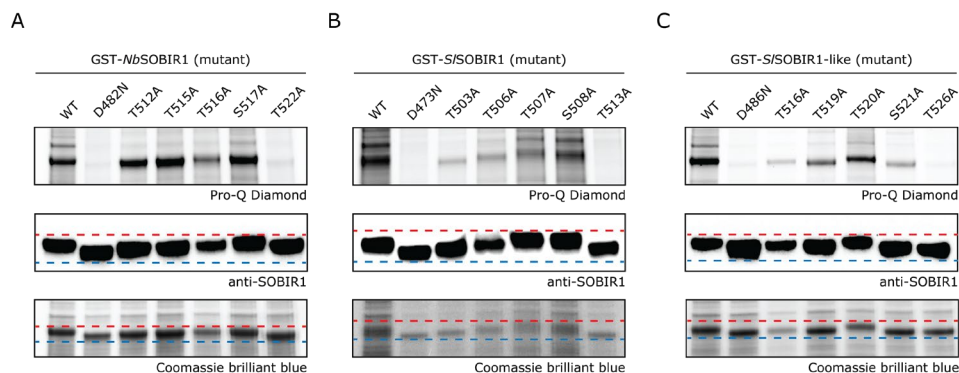 A
GST-NbSOBIR1 (mutant)
WT D482N T512A T515A T516A S517A T522A
Pro-Q Diamond
anti-SOBIR1
Coomassie brilliant blue
B
GST-SlSOBIR1 (mutant)
WT D473N T503A T506A T507A S508A T513A
Pro-Q Diamond
anti-SOBIR1
Coomassie brilliant blue
C
GST-SlSOBIR1-like (mutant)
WT D486N T516A T519A T520A S521A T526A
Pro-Q Diamond
anti-SOBIR1
Coomassie brilliant blue